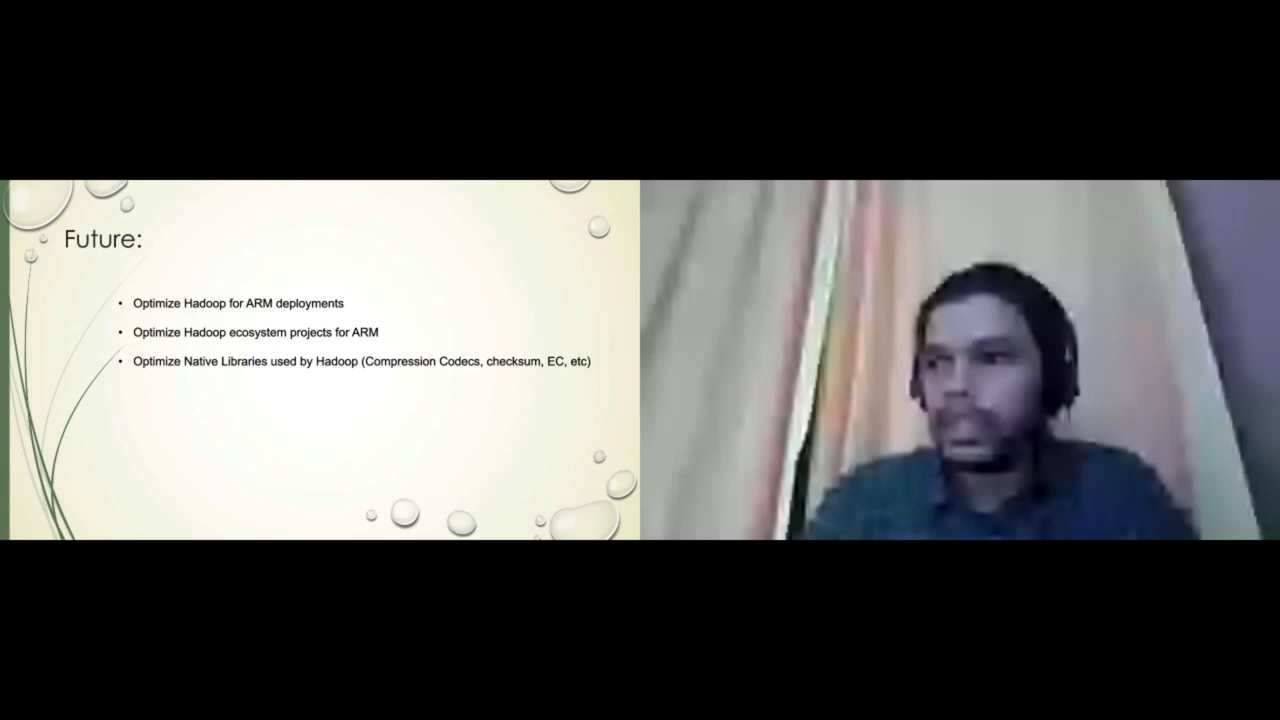 Future:
• Optimize Hadoop for ARM deployments
• Optimize Hadoop ecosystem projects for ARM
• Optimize Native Libraries used by Hadoop (Compression Codecs, checksum, EC, etc)